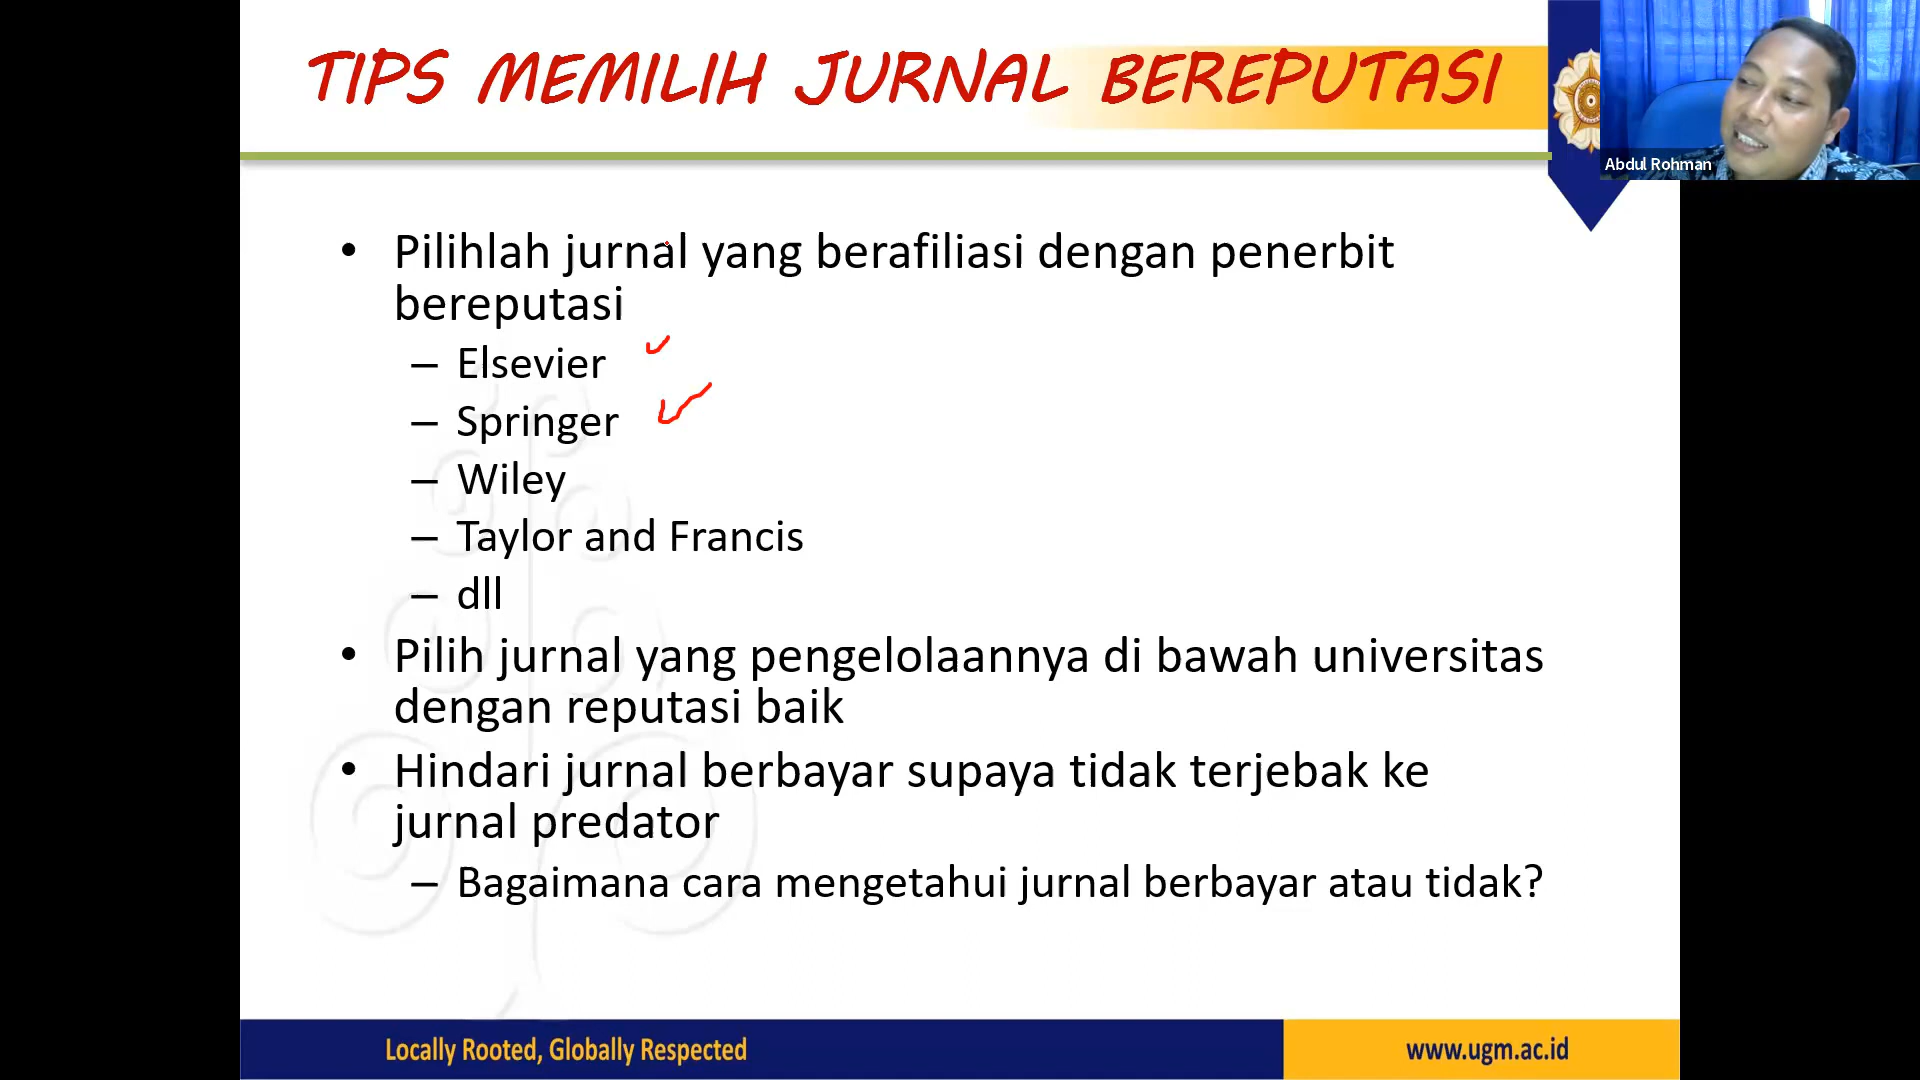 TIPS MEMILIH JURNAL BEREPUTASI
Abdul Rohman
• Pilihlah jurnal yang berafiliasi dengan penerbit
bereputasi
– Elsevier
– Springer
– Wiley
– Taylor and Francis
– dll
• Pilih jurnal yang pengelolaannya di bawah universitas
dengan reputasi baik
• Hindari jurnal berbayar supaya tidak terjebak ke
jurnal predator
– Bagaimana cara mengetahui jurnal berbayar atau tidak?
Locally Rooted, Globally Respected
www.ugm.ac.id